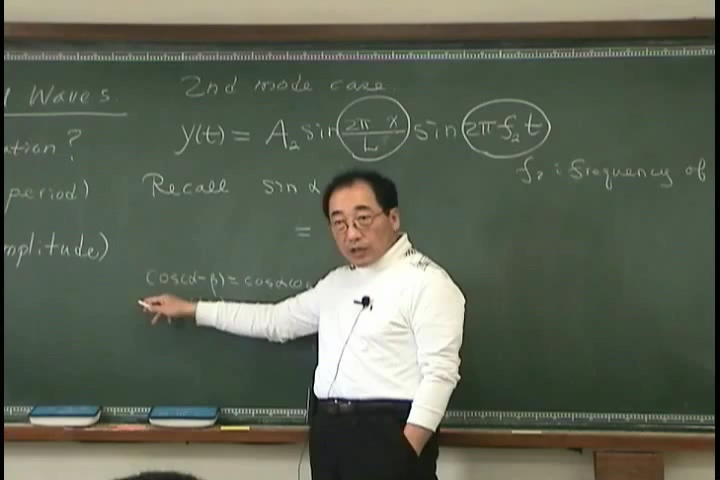 Waves.
ation?
period)
mplitude)
2nd mode case.
y(t) = A₂ sin 2π x / L sin 2π f₂ t
f₂ : frequency of
Recall sin α
=
cos(α-β) = cosα co